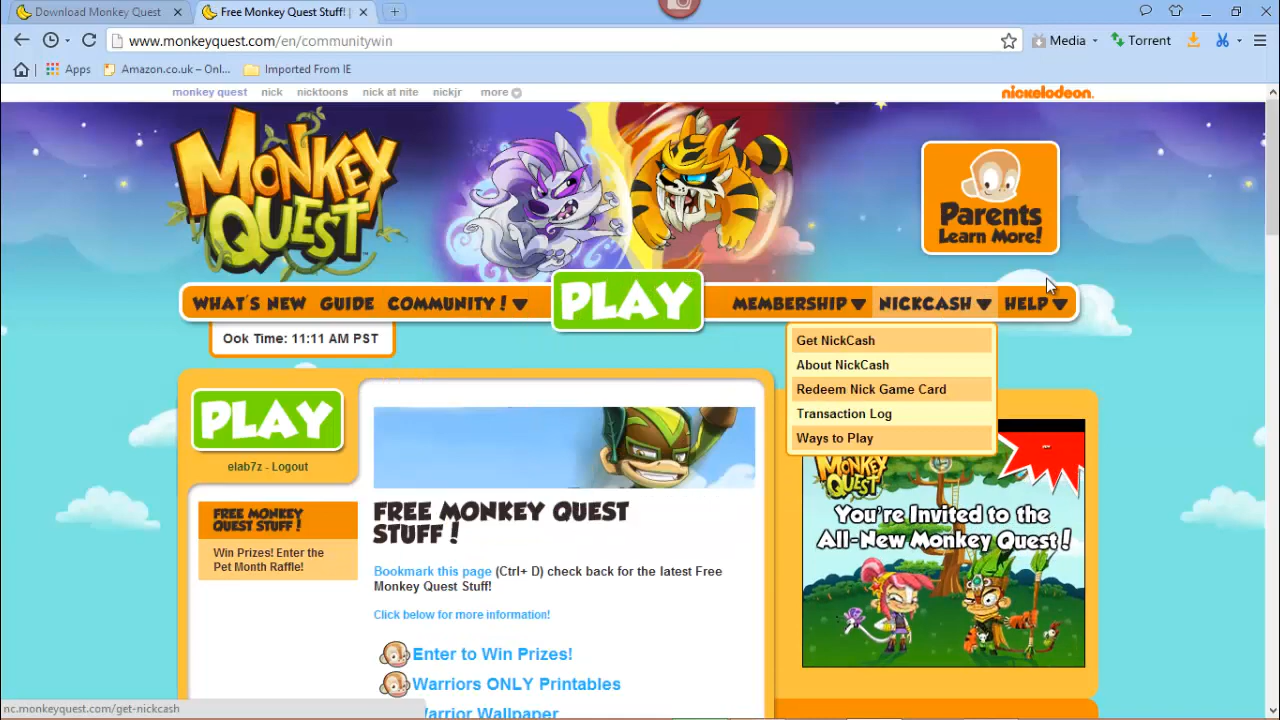 Download Monkey Quest
Free Monkey Quest Stuff! |
www.monkeyquest.com/en/communitywin
Media
Torrent
Apps
Amazon.co.uk – Onl...
Imported From IE
monkey quest
nick
nicktoons
nick at nite
nickjr
more
nickelodeon.
MONKEY
QUEST
Parents
Learn More!
WHAT'S NEW
GUIDE
COMMUNITY!
PLAY
MEMBERSHIP
NICKCASH
HELP
Ook Time: 11:11 AM PST
Get NickCash
About NickCash
Redeem Nick Game Card
Transaction Log
Ways to Play
PLAY
elab7z - Logout
FREE MONKEY
QUEST STUFF!
Win Prizes! Enter the
Pet Month Raffle!
FREE MONKEY QUEST
STUFF!
Bookmark this page (Ctrl+ D) check back for the latest Free
Monkey Quest Stuff!
Click below for more information!
Enter to Win Prizes!
Warriors ONLY Printables
Warrior Wallpaper
MONKEY
QUEST
You're Invited to the
All-New Monkey Quest!
nc.monkeyquest.com/get-nickcash